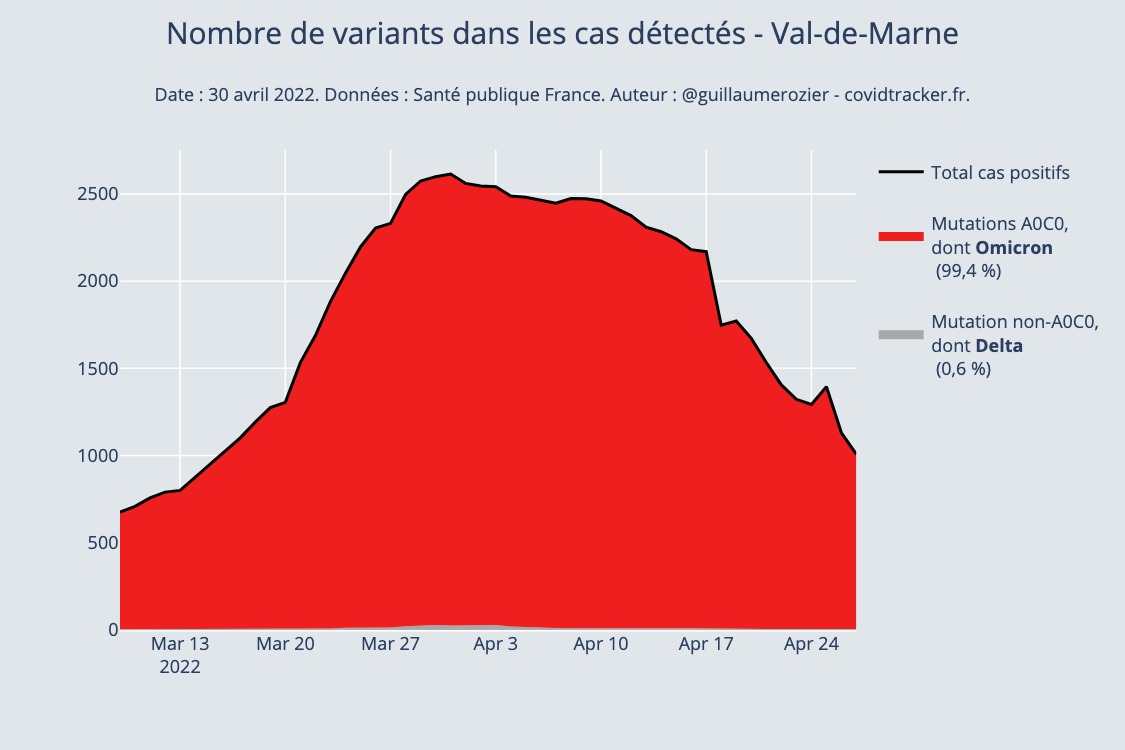 Nombre de variants dans les cas détectés - Val-de-Marne
Date : 30 avril 2022. Données : Santé publique France. Auteur : @guillaumerozier - covidtracker.fr.
2500
2000
1500
1000
500
0
Mar 13
2022
Mar 20
Mar 27
Apr 3
Apr 10
Apr 17
Apr 24
Total cas positifs
Mutations A0C0,
dont Omicron
(99,4 %)
Mutation non-A0C0,
dont Delta
(0,6 %)